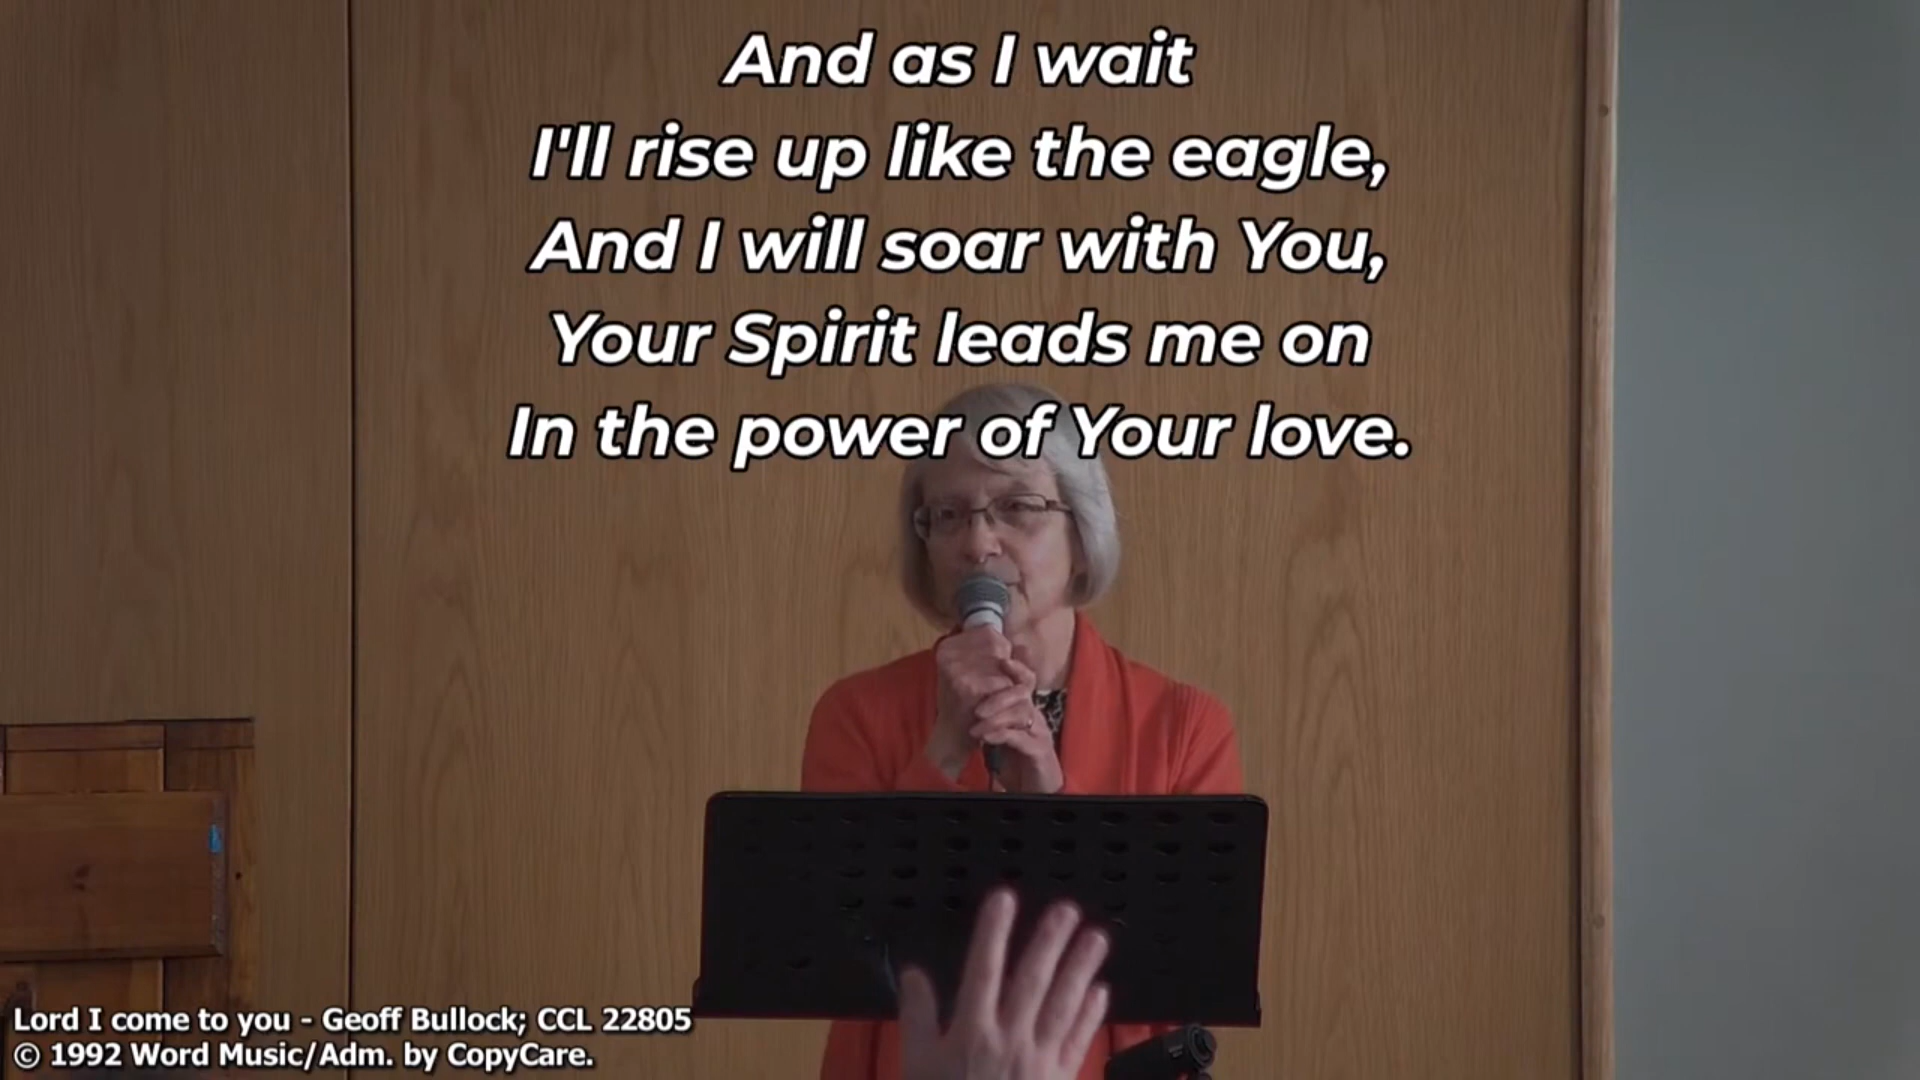 And as I wait
I'll rise up like the eagle,
And I will soar with You,
Your Spirit leads me on
In the power of Your love.
Lord I come to you - Geoff Bullock; CCL 22805
© 1992 Word Music/Adm. by CopyCare.